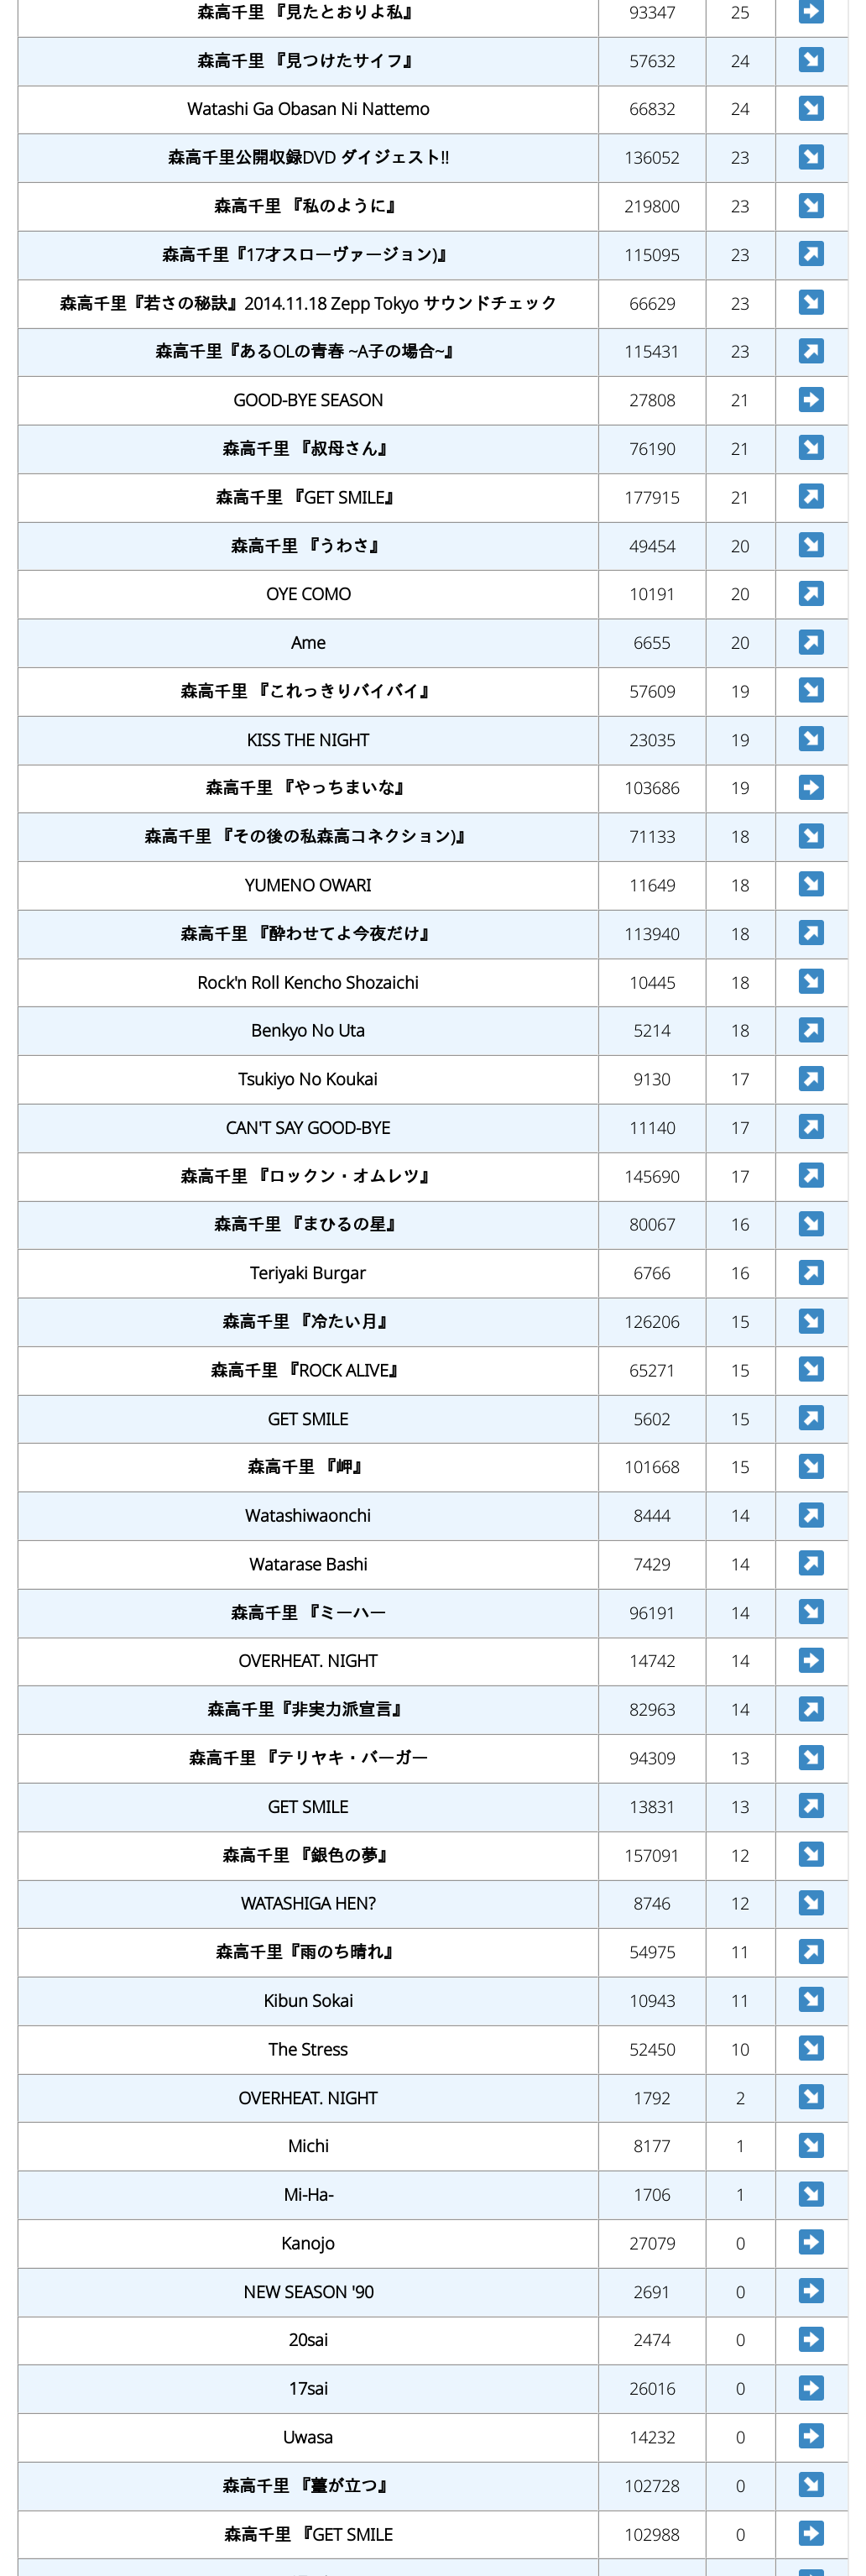 森高千里 『見たとおりよ私』 93347 25 ➡
森高千里 『見つけたサイフ』 57632 24 ↘
Watashi Ga Obasan Ni Nattemo 66832 24 ↘
森高千里公開収録DVD ダイジェスト!! 136052 23 ↘
森高千里 『私のように』 219800 23 ↘
森高千里『17才スローヴァージョン)』 115095 23 ↗
森高千里『若さの秘訣』2014.11.18 Zepp Tokyo サウンドチェック 66629 23 ↘
森高千里『あるOLの青春 ~A子の場合~』 115431 23 ↗
GOOD-BYE SEASON 27808 21 ➡
森高千里 『叔母さん』 76190 21 ↘
森高千里 『GET SMILE』 177915 21 ↗
森高千里 『うわさ』 49454 20 ↘
OYE COMO 10191 20 ↗
Ame 6655 20 ↗
森高千里 『これっきりバイバイ』 57609 19 ↘
KISS THE NIGHT 23035 19 ↘
森高千里 『やっちまいな』 103686 19 ➡
森高千里 『その後の私森高コネクション)』 71133 18 ↘
YUMENO OWARI 11649 18 ↘
森高千里 『酔わせてよ今夜だけ』 113940 18 ↗
Rock'n Roll Kencho Shozaichi 10445 18 ↘
Benkyo No Uta 5214 18 ↗
Tsukiyo No Koukai 9130 17 ↗
CAN'T SAY GOOD-BYE 11140 17 ↗
森高千里 『ロックン・オムレツ』 145690 17 ↗
森高千里 『まひるの星』 80067 16 ↘
Teriyaki Burgar 6766 16 ↗
森高千里 『冷たい月』 126206 15 ↘
森高千里 『ROCK ALIVE』 65271 15 ↘
GET SMILE 5602 15 ↗
森高千里 『岬』 101668 15 ↘
Watashiwaonchi 8444 14 ↗
Watarase Bashi 7429 14 ↗
森高千里 『ミーハー 96191 14 ↘
OVERHEAT. NIGHT 14742 14 ➡
森高千里『非実力派宣言』 82963 14 ↗
森高千里 『テリヤキ・バーガー 94309 13 ↘
GET SMILE 13831 13 ↗
森高千里 『銀色の夢』 157091 12 ↘
WATASHIGA HEN? 8746 12 ↘
森高千里『雨のち晴れ』 54975 11 ↗
Kibun Sokai 10943 11 ↘
The Stress 52450 10 ↘
OVERHEAT. NIGHT 1792 2 ↘
Michi 8177 1 ↘
Mi-Ha- 1706 1 ↘
Kanojo 27079 0 ➡
NEW SEASON '90 2691 0 ➡
20sai 2474 0 ➡
17sai 26016 0 ➡
Uwasa 14232 0 ➡
森高千里 『薹が立つ』 102728 0 ↘
森高千里 『GET SMILE 102988 0 ➡